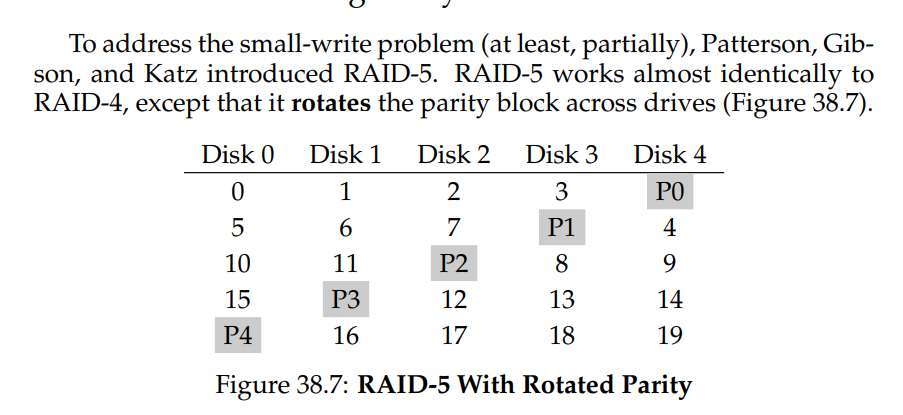 To address the small-write problem (at least, partially), Patterson, Gib-
son, and Katz introduced RAID-5. RAID-5 works almost identically to
RAID-4, except that it rotates the parity block across drives (Figure 38.7).
Disk 0 Disk 1 Disk 2 Disk 3 Disk 4
0 1 2 3 P0
5 6 7 P1 4
10 11 P2 8 9
15 P3 12 13 14
P4 16 17 18 19
Figure 38.7: RAID-5 With Rotated Parity